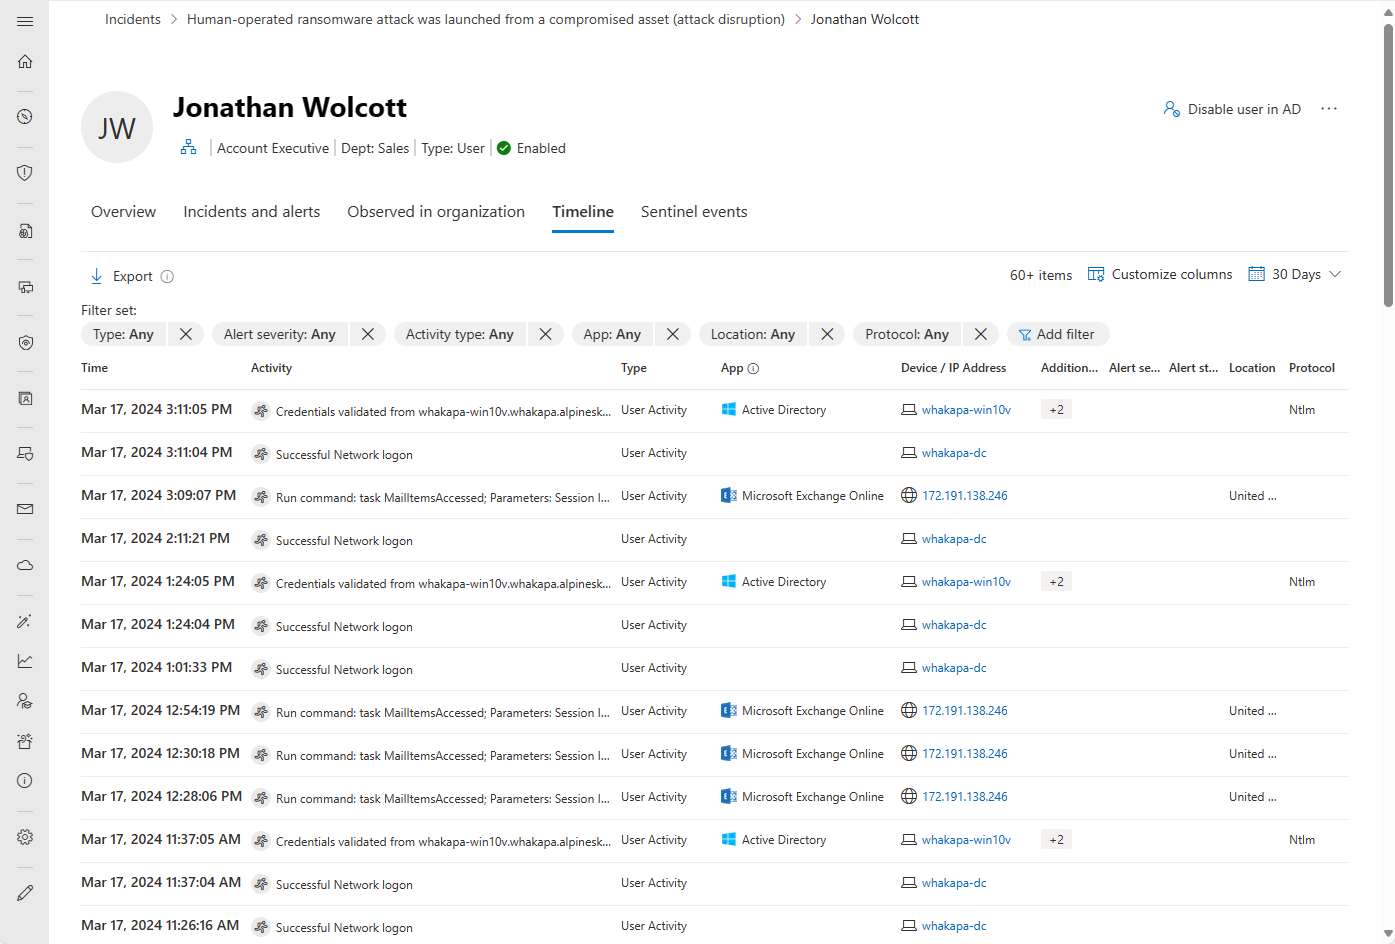 Incidents > Human-operated ransomware attack was launched from a compromised asset (attack disruption) > Jonathan Wolcott
JW
Jonathan Wolcott
Disable user in AD ...
Account Executive | Dept: Sales | Type: User | Enabled
Overview Incidents and alerts Observed in organization Timeline Sentinel events
Export 60+ items Customize columns 30 Days
Filter set:
Type: Any Alert severity: Any Activity type: Any App: Any Location: Any Protocol: Any Add filter
Time Activity Type App Device / IP Address Addition... Alert se... Alert st... Location Protocol
Mar 17, 2024 3:11:05 PM Credentials validated from whakapa-win10v.whakapa.alpinesk... User Activity Active Directory whakapa-win10v +2 Ntlm
Mar 17, 2024 3:11:04 PM Successful Network logon User Activity whakapa-dc
Mar 17, 2024 3:09:07 PM Run command: task MailItemsAccessed; Parameters: Session I... User Activity Microsoft Exchange Online 172.191.138.246 United ...
Mar 17, 2024 2:11:21 PM Successful Network logon User Activity whakapa-dc
Mar 17, 2024 1:24:05 PM Credentials validated from whakapa-win10v.whakapa.alpinesk... User Activity Active Directory whakapa-win10v +2 Ntlm
Mar 17, 2024 1:24:04 PM Successful Network logon User Activity whakapa-dc
Mar 17, 2024 1:01:33 PM Successful Network logon User Activity whakapa-dc
Mar 17, 2024 12:54:19 PM Run command: task MailItemsAccessed; Parameters: Session I... User Activity Microsoft Exchange Online 172.191.138.246 United ...
Mar 17, 2024 12:30:18 PM Run command: task MailItemsAccessed; Parameters: Session I... User Activity Microsoft Exchange Online 172.191.138.246 United ...
Mar 17, 2024 12:28:06 PM Run command: task MailItemsAccessed; Parameters: Session I... User Activity Microsoft Exchange Online 172.191.138.246 United ...
Mar 17, 2024 11:37:05 AM Credentials validated from whakapa-win10v.whakapa.alpinesk... User Activity Active Directory whakapa-win10v +2 Ntlm
Mar 17, 2024 11:37:04 AM Successful Network logon User Activity whakapa-dc
Mar 17, 2024 11:26:16 AM Successful Network logon User Activity whakapa-dc